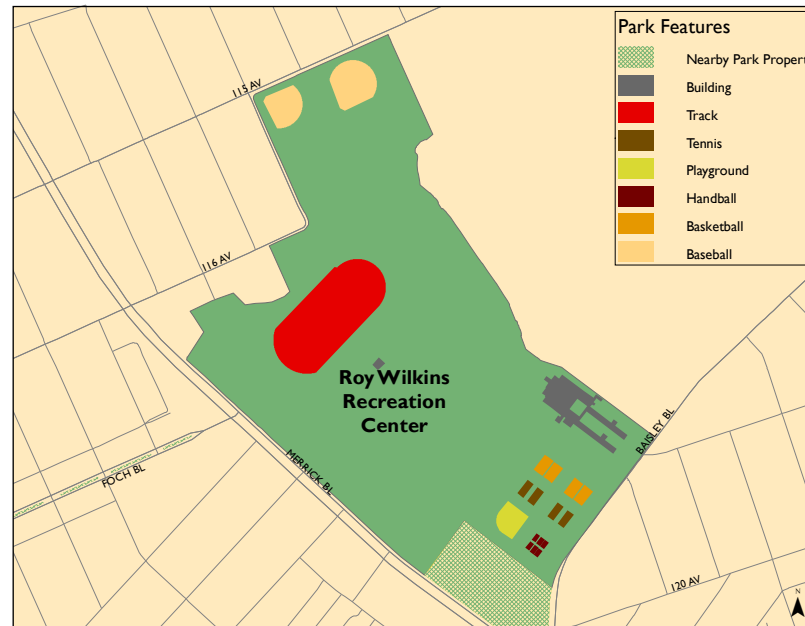 Park Features
Nearby Park Propert
Building
Track
Tennis
Playground
Handball
Basketball
Baseball
115 AV
116 AV
Roy Wilkins
Recreation
Center
BAISLEY BL
MERRICK BL
FOCH BL
120 AV
N